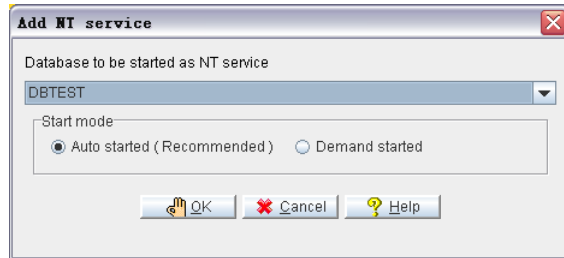 Add NT service
Database to be started as NT service
DBTEST
Start mode
Auto started ( Recommended ) Demand started
OK Cancel Help